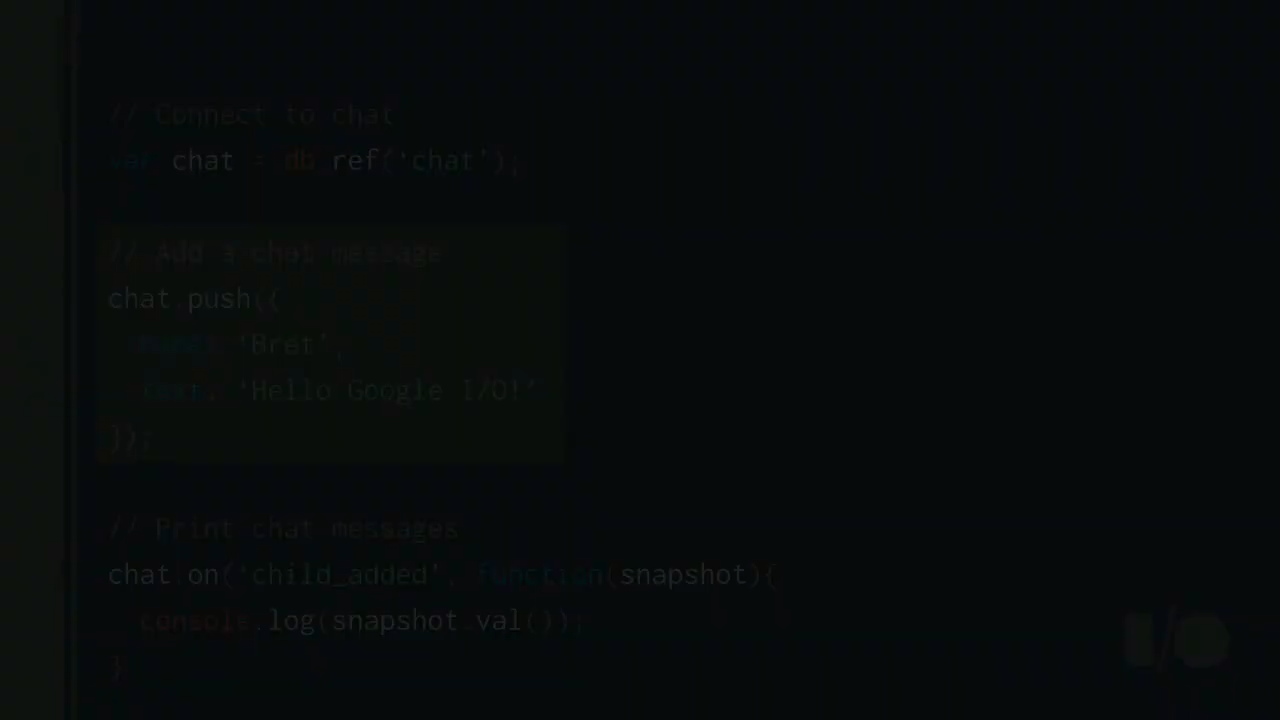 // Connect to chat
var chat = db.ref(‘chat’);
// Add a chat message
chat.push({
name: ‘Bret’,
text: ‘Hello Google I/O!’
});
// Print chat messages
chat.on(‘child_added’, function(snapshot){
console.log(snapshot.val());
}
I/O